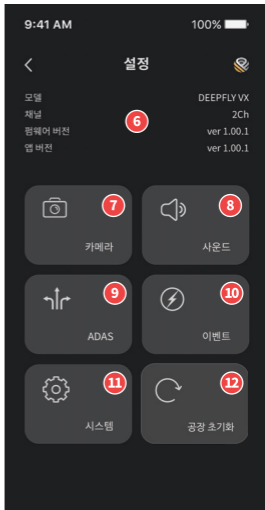 9:41 AM 100%
설정
모델 DEEPFLY VX
채널 2Ch
펌웨어 버전 ver 1.00.1
앱 버전 ver 1.00.1
6
7 8
카메라 사운드
9 10
ADAS 이벤트
11 12
시스템 공장 초기화